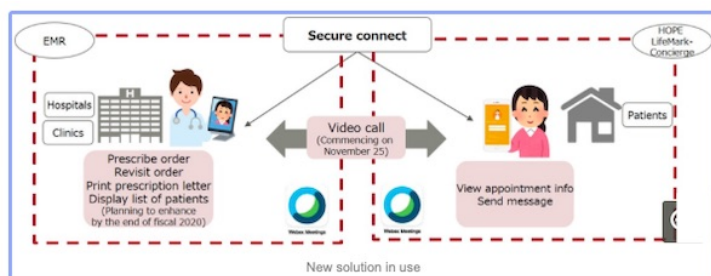 EMR
Secure connect
HOPE
LifeMark-
Concierge
Hospitals
Clinics
H
Video call
(Commencing on
November 25)
Patients
Prescribe order
Revisit order
Print prescription letter
Display list of patients
(Planning to enhance
by the end of fiscal 2020)
View appointment info
Send message
Webex Meetings
Webex Meetings
New solution in use